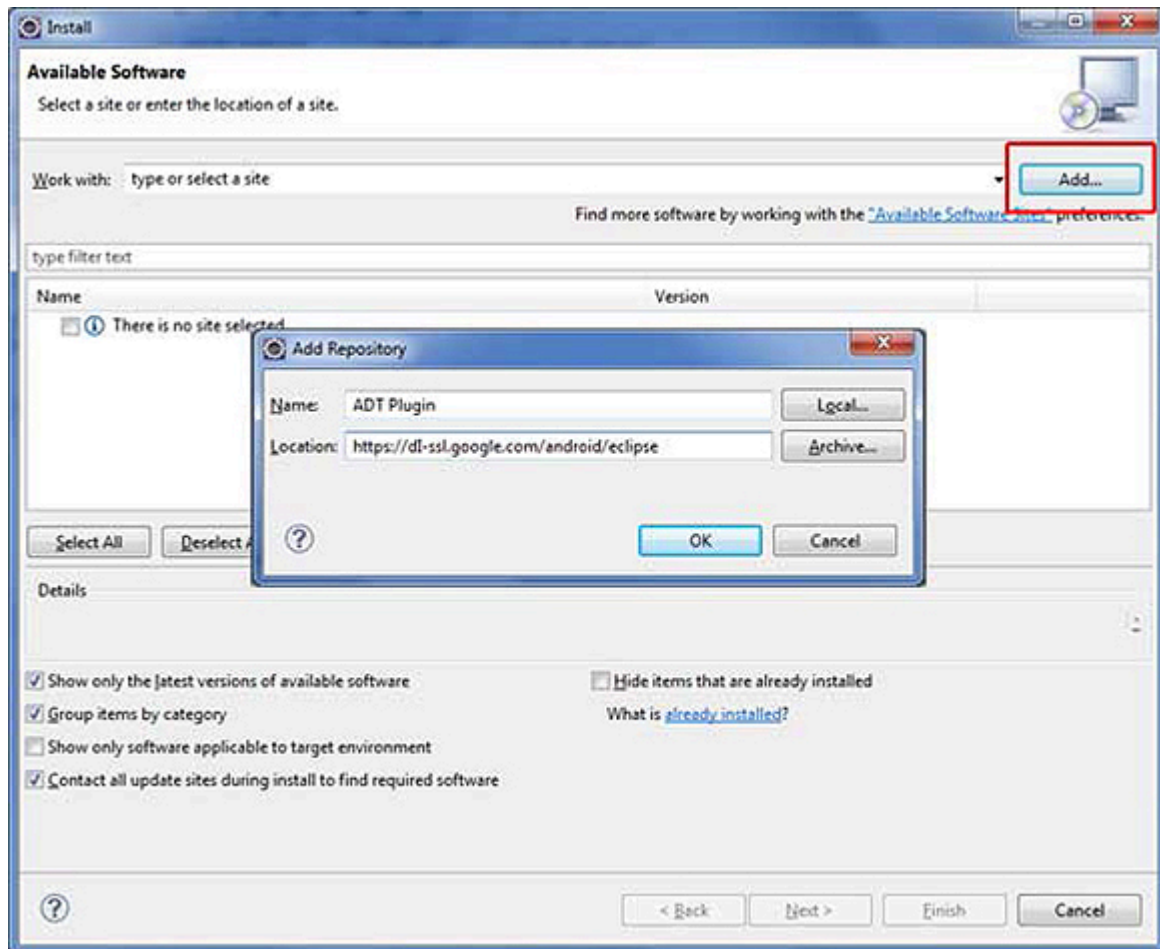 Install
Available Software
Select a site or enter the location of a site.
Work with: type or select a site Add...
Find more software by working with the "Available Software Sites" preferences.
type filter text
Name Version
There is no site selected
Add Repository
Name: ADT Plugin Local...
Location: https://dI-ssl.google.com/android/eclipse Archive...
OK Cancel
Select All Deselect A
Details
Show only the latest versions of available software Hide items that are already installed
Group items by category What is already installed?
Show only software applicable to target environment
Contact all update sites during install to find required software
< Back Next > Finish Cancel